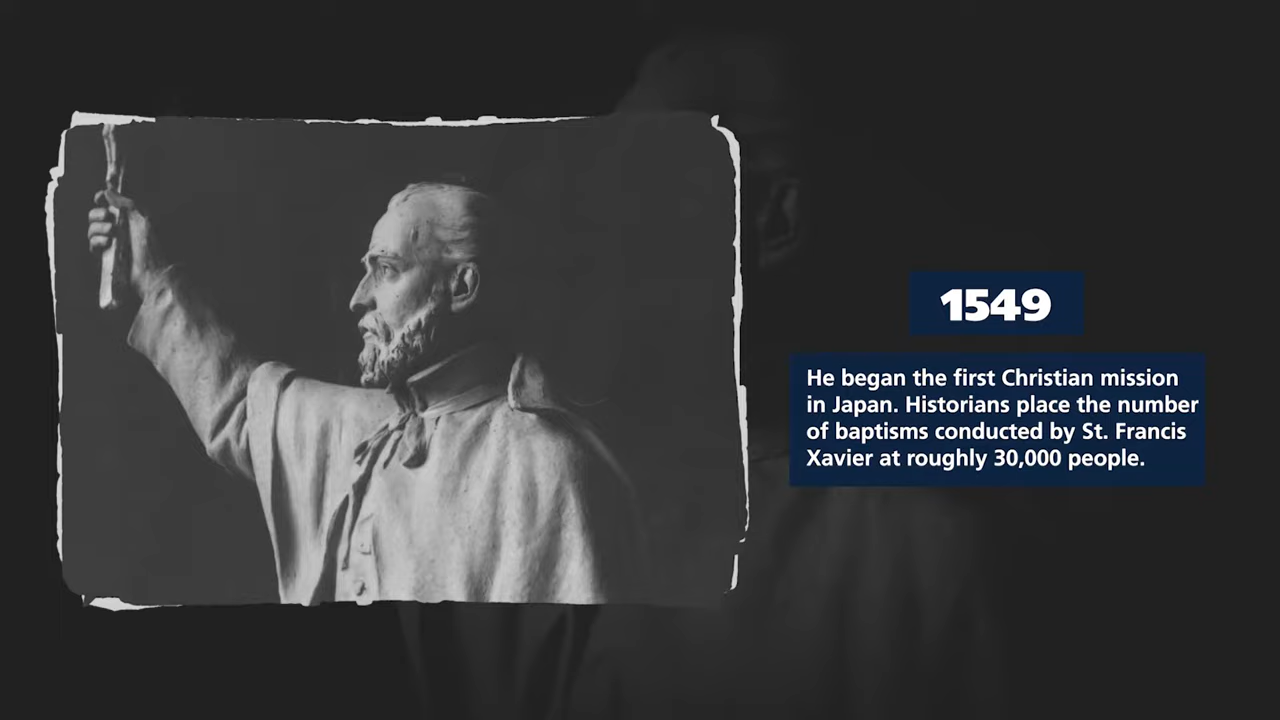 1549
He began the first Christian mission
in Japan. Historians place the number
of baptisms conducted by St. Francis
Xavier at roughly 30,000 people.